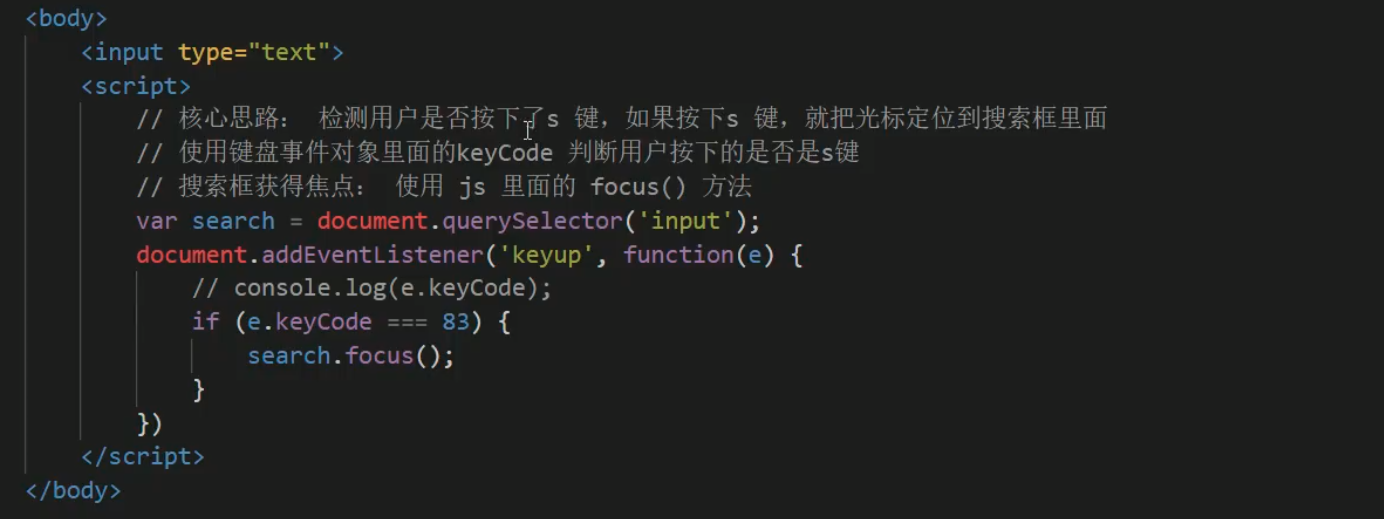 <body>
<input type="text">
<script>
// 核心思路： 检测用户是否按下了s 键，如果按下s 键，就把光标定位到搜索框里面
// 使用键盘事件对象里面的keyCode 判断用户按下的是否是s键
// 搜索框获得焦点： 使用 js 里面的 focus() 方法
var search = document.querySelector('input');
document.addEventListener('keyup', function(e) {
// console.log(e.keyCode);
if (e.keyCode === 83) {
search.focus();
}
})
</script>
</body>